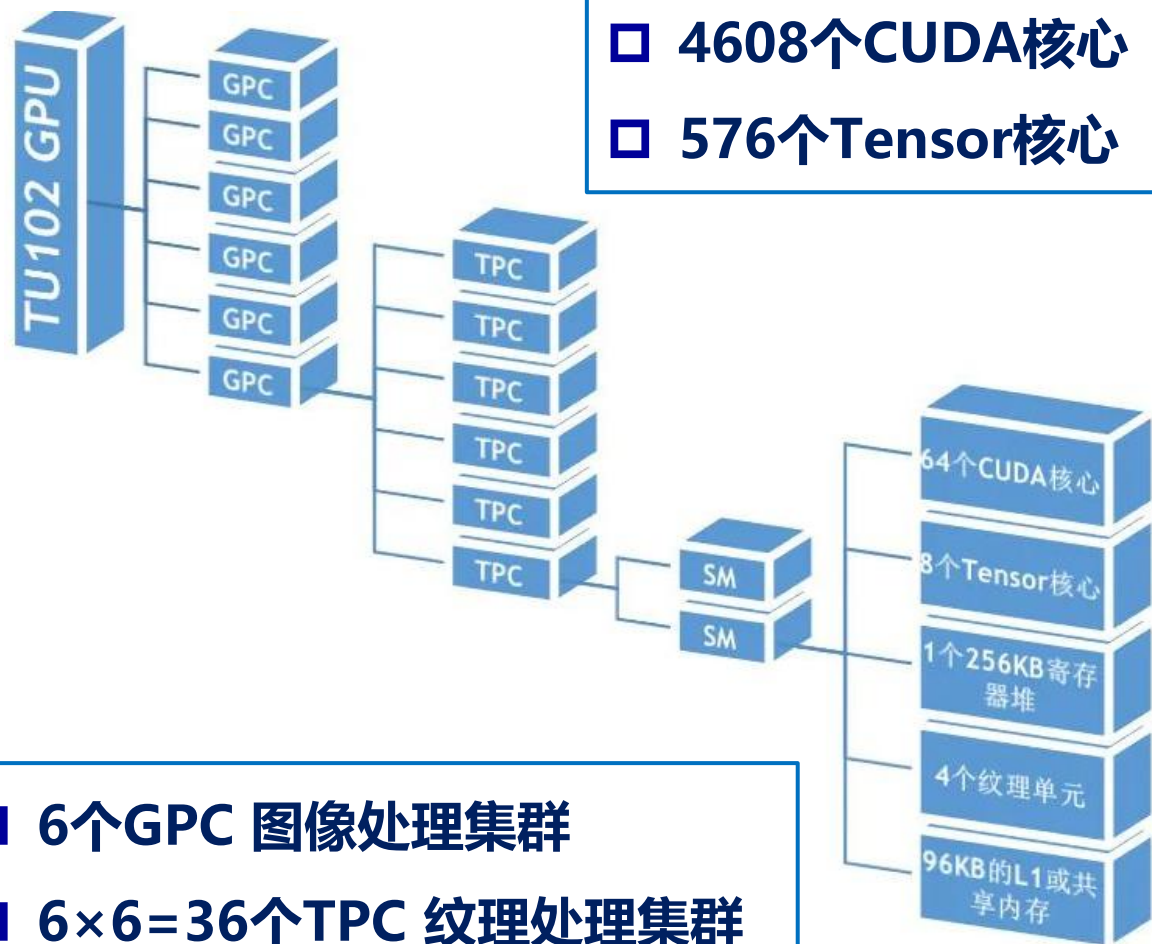 4608个CUDA核心
576个Tensor核心
TU102 GPU
GPC
GPC
GPC
GPC
GPC
GPC
TPC
TPC
TPC
TPC
TPC
TPC
SM
SM
64个CUDA核心
8个Tensor核心
1个256KB寄存
器堆
4个纹理单元
96KB的L1或共
享内存
6个GPC 图像处理集群
6×6=36个TPC 纹理处理集群